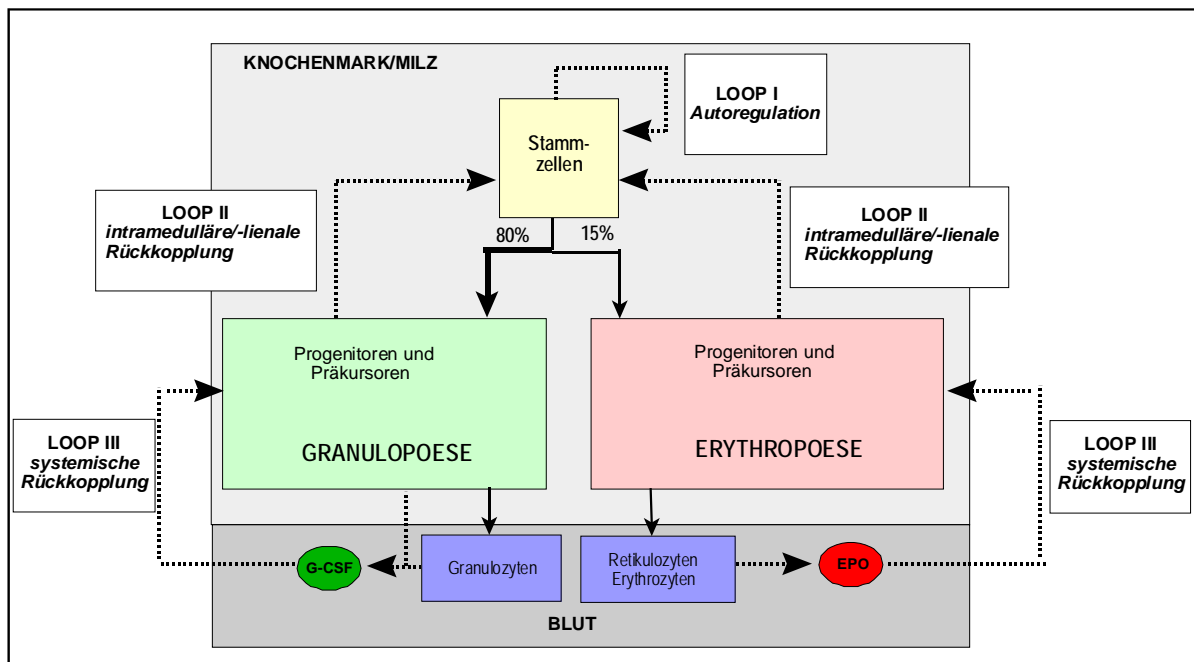 KNOCHENMARK/MILZ
LOOP I
Autoregulation
Stamm-
zellen
LOOP II
intramedulläre/-lienale
Rückkopplung
LOOP II
intramedulläre/-lienale
Rückkopplung
80%
15%
Progenitoren und
Präkursoren
GRANULOPOESE
Progenitoren und
Präkursoren
ERYTHROPOESE
LOOP III
systemische
Rückkopplung
LOOP III
systemische
Rückkopplung
G-CSF
Granulozyten
Retikulozyten
Erythrozyten
EPO
BLUT